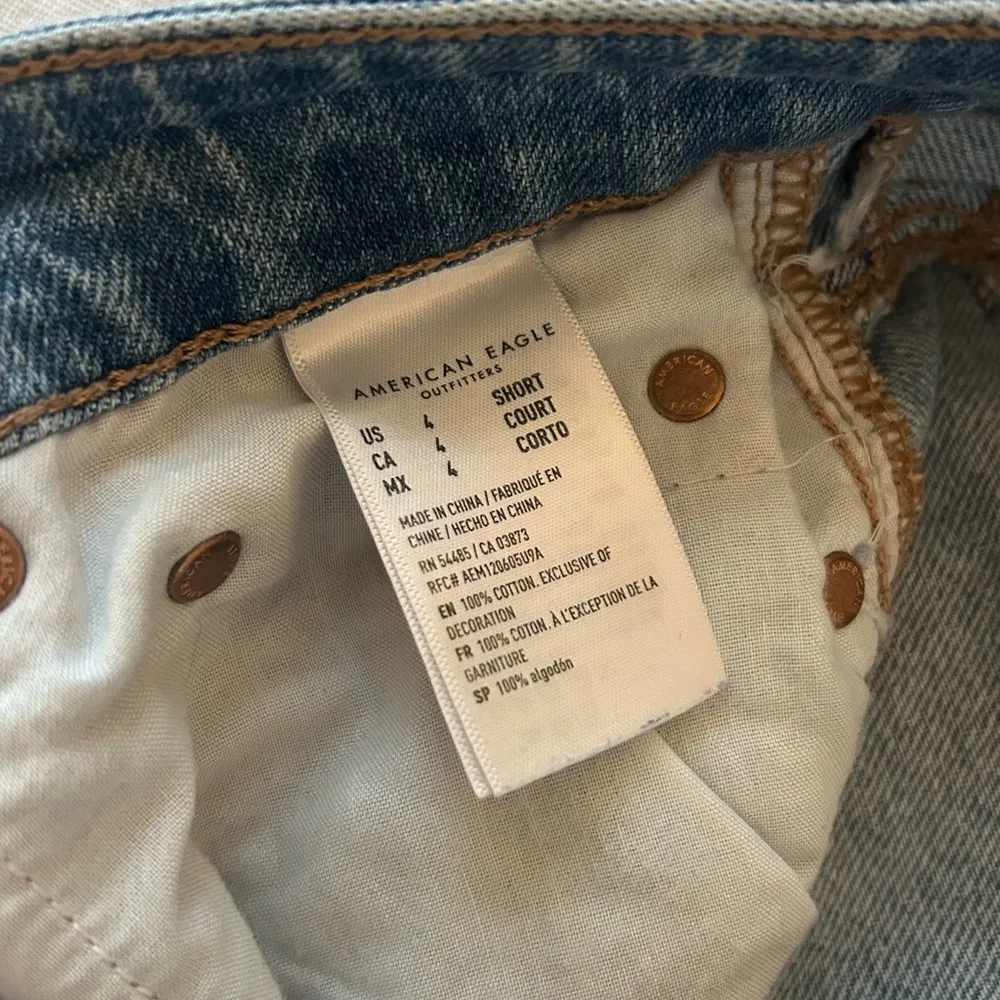 AMERICAN EAGLE
OUTFITTERS
US 4 SHORT
CA 4 COURT
MX 4 CORTO
MADE IN CHINA / FABRIQUÉ EN
CHINE / HECHO EN CHINA
RN 54485 / CA 03873
RFC# AEM120605U9A
EN 100% COTTON. EXCLUSIVE OF
DECORATION
FR 100% COTON. À L'EXCEPTION DE LA
GARNITURE
SP 100% algodón
AMERICAN
EAGLE